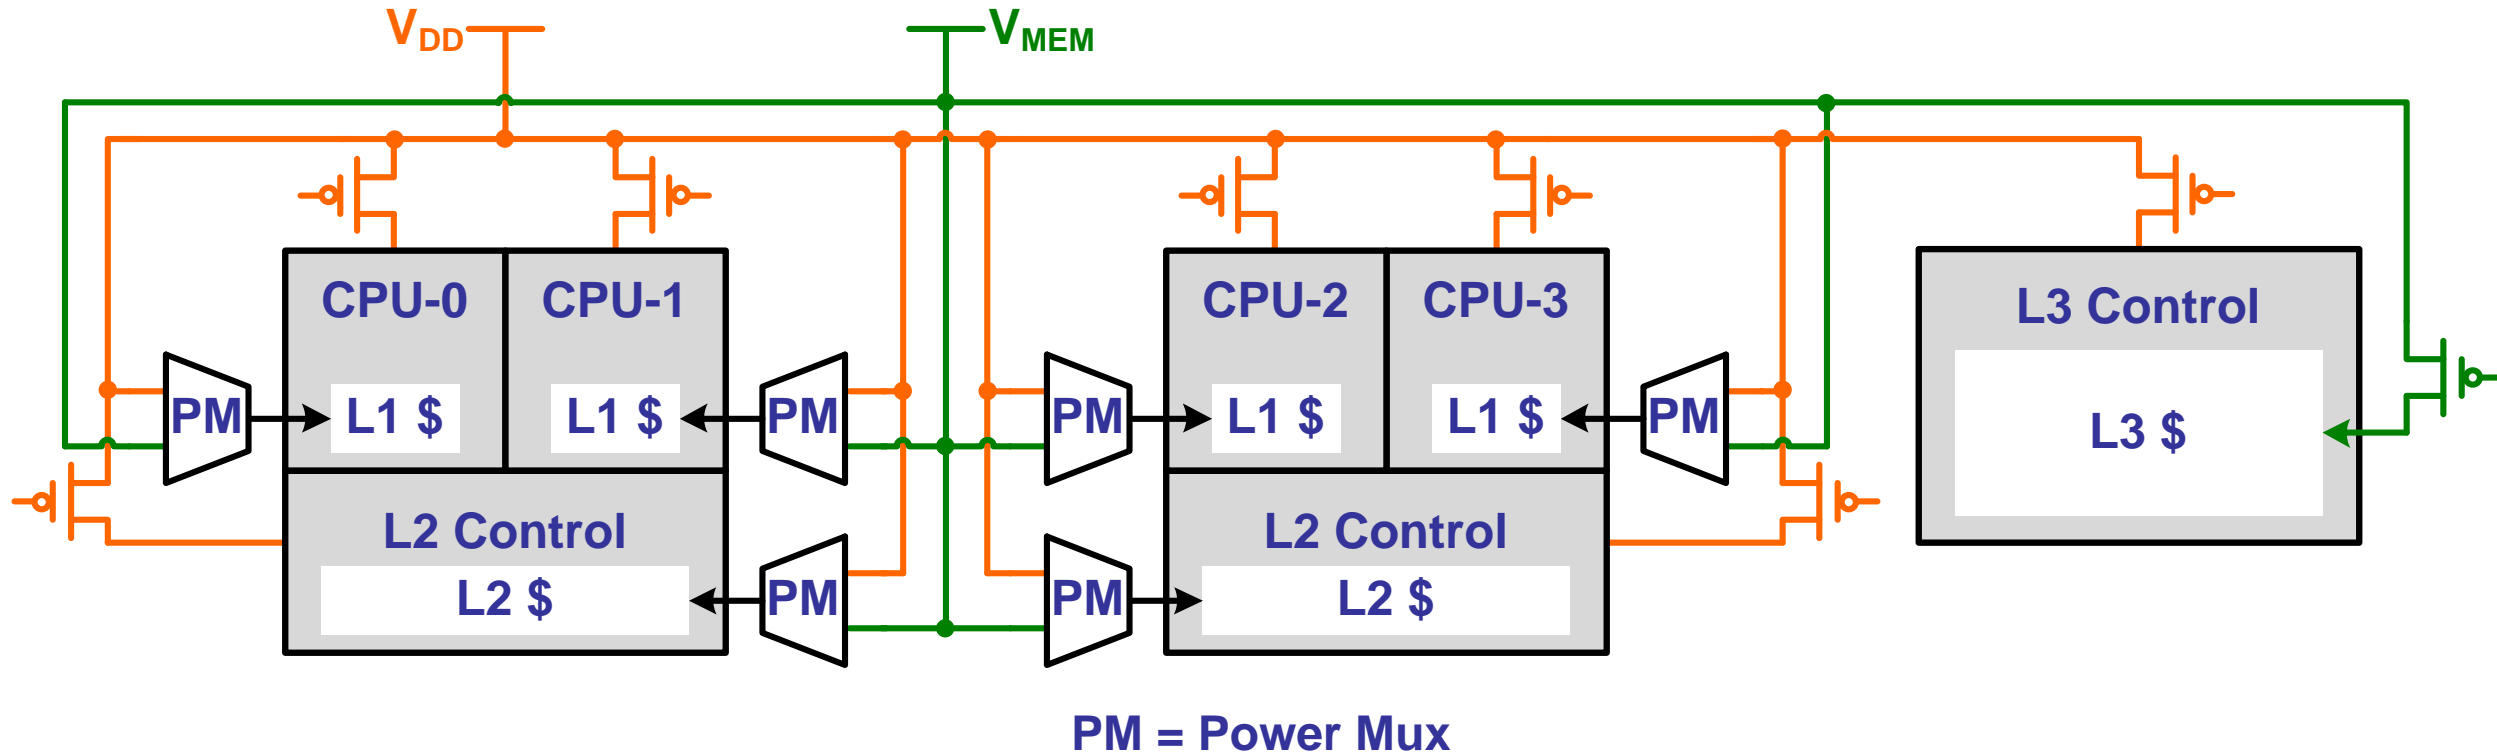 VDD
VMEM
CPU-0
CPU-1
CPU-2
CPU-3
L3 Control
PM
L1 $
L1 $
PM
PM
L1 $
L1 $
PM
L3 $
L2 Control
L2 Control
L2 $
PM
PM
L2 $
PM = Power Mux